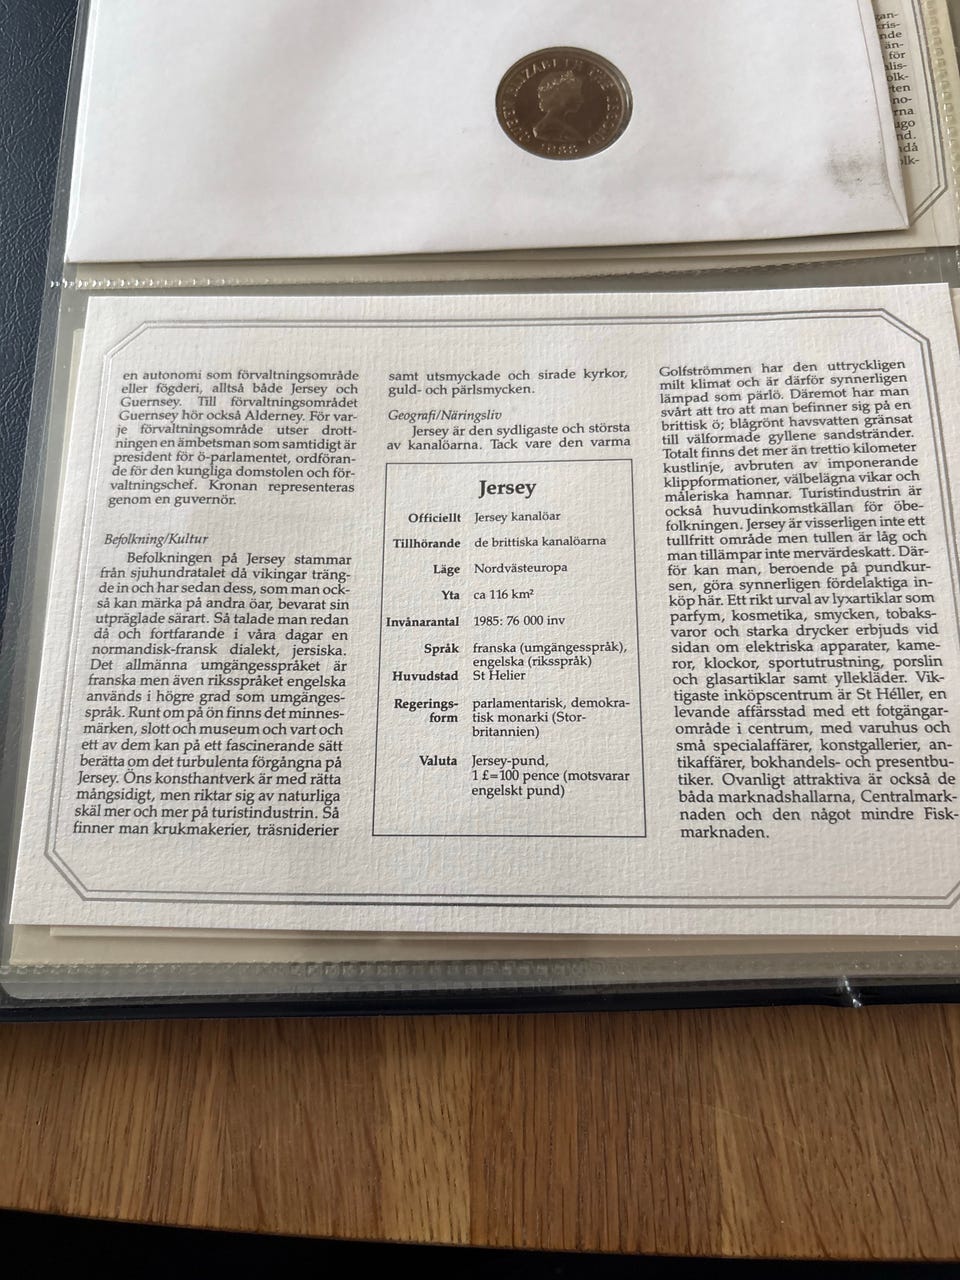 QUEEN ELIZABETH THE SECOND
1988
för
ten
rna
ugo
nd.
en autonomi som förvaltningsområde
eller fögderi, alltså både Jersey och
Guernsey. Till förvaltningsområdet
Guernsey hör också Alderney. För var-
je förvaltningsområde utser drott-
ningen en ämbetsman som samtidigt är
president för ö-parlamentet, ordföran-
de för den kungliga domstolen och för-
valtningschef. Kronan representeras
genom en guvernör.
Befolkning/Kultur
Befolkningen på Jersey stammar
från sjuhundratalet då vikingar träng-
de in och har sedan dess, som man ock-
så kan märka på andra öar, bevarat sin
utpräglade särart. Så talade man redan
då och fortfarande i våra dagar en
normandisk-fransk dialekt, jersiska.
Det allmänna umgängesspråket är
franska men även riksspråket engelska
används i högre grad som umgänges-
språk. Runt om på ön finns det minnes-
märken, slott och museum och vart och
ett av dem kan på ett fascinerande sätt
berätta om det turbulenta förgångna på
Jersey. Öns konsthantverk är med rätta
mångsidigt, men riktar sig av naturliga
skäl mer och mer på turistindustrin. Så
finner man krukmakerier, träsniderier
samt utsmyckade och sirade kyrkor,
guld- och pärlsmycken.
Geografi/Näringsliv
Jersey är den sydligaste och största
av kanalöarna. Tack vare den varma
Jersey
Officiellt Jersey kanalöar
Tillhörande de brittiska kanalöarna
Läge Nordvästeuropa
Yta ca 116 km²
Invånarantal 1985: 76 000 inv
Språk franska (umgängesspråk),
engelska (riksspråk)
Huvudstad St Helier
Regerings- parlamentarisk, demokra-
form tisk monarki (Stor-
britannien)
Valuta Jersey-pund,
1 £=100 pence (motsvarar
engelskt pund)
Golfströmmen har den uttryckligen
milt klimat och är därför synnerligen
lämpad som pärlö. Däremot har man
svårt att tro att man befinner sig på en
brittisk ö; blågrönt havsvatten gränsat
till välformade gyllene sandstränder.
Totalt finns det mer än trettio kilometer
kustlinje, avbruten av imponerande
klippformationer, välbelägna vikar och
måleriska hamnar. Turistindustrin är
också huvudinkomstkällan för öbe-
folkningen. Jersey är visserligen inte ett
tullfritt område men tullen är låg och
man tillämpar inte mervärdeskatt. Där-
för kan man, beroende på pundkur-
sen, göra synnerligen fördelaktiga in-
köp här. Ett rikt urval av lyxartiklar som
parfym, kosmetika, smycken, tobaks-
varor och starka drycker erbjuds vid
sidan om elektriska apparater, kame-
ror, klockor, sportutrustning, porslin
och glasartiklar samt yllekläder. Vik-
tigaste inköpscentrum är St Héller, en
levande affärsstad med ett fotgängar-
område i centrum, med varuhus och
små specialaffärer, konstgallerier, an-
tikaffärer, bokhandels- och presentbu-
tiker. Ovanligt attraktiva är också de
båda marknadshallarna, Centralmark-
naden och den något mindre Fisk-
marknaden.